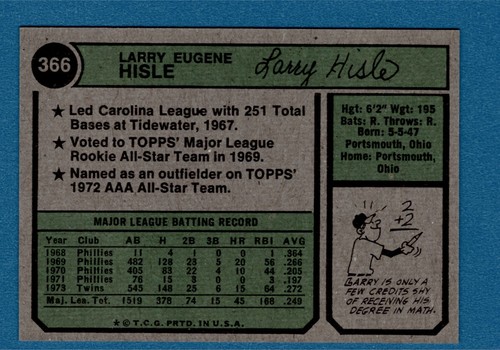 366
LARRY EUGENE
HISLE
Larry Hisle
★ Led Carolina League with 251 Total
Bases at Tidewater, 1967.
★ Voted to TOPPS' Major League
Rookie All-Star Team in 1969.
★ Named as an outfielder on TOPPS'
1972 AAA All-Star Team.
Hgt: 6'2" Wgt: 195
Bats: R. Throws: R.
Born: 5-5-47
Portsmouth, Ohio
Home: Portsmouth,
Ohio
MAJOR LEAGUE BATTING RECORD
Year Club AB H 2B 3B HR RBI AVG
1968 Phillies 11 4 1 0 0 1 .364
1969 Phillies 482 128 23 5 20 56 .266
1970 Phillies 405 83 22 4 10 44 .205
1971 Phillies 76 15 3 0 0 3 .197
1973 Twins 545 148 25 6 15 64 .272
Maj. Lea. Tot. 1519 378 74 15 45 168 .249
★ © T.C.G. PRTD. IN U.S.A.
2
+2
LARRY IS ONLY A
FEW CREDITS SHY
OF RECEIVING HIS
DEGREE IN MATH.